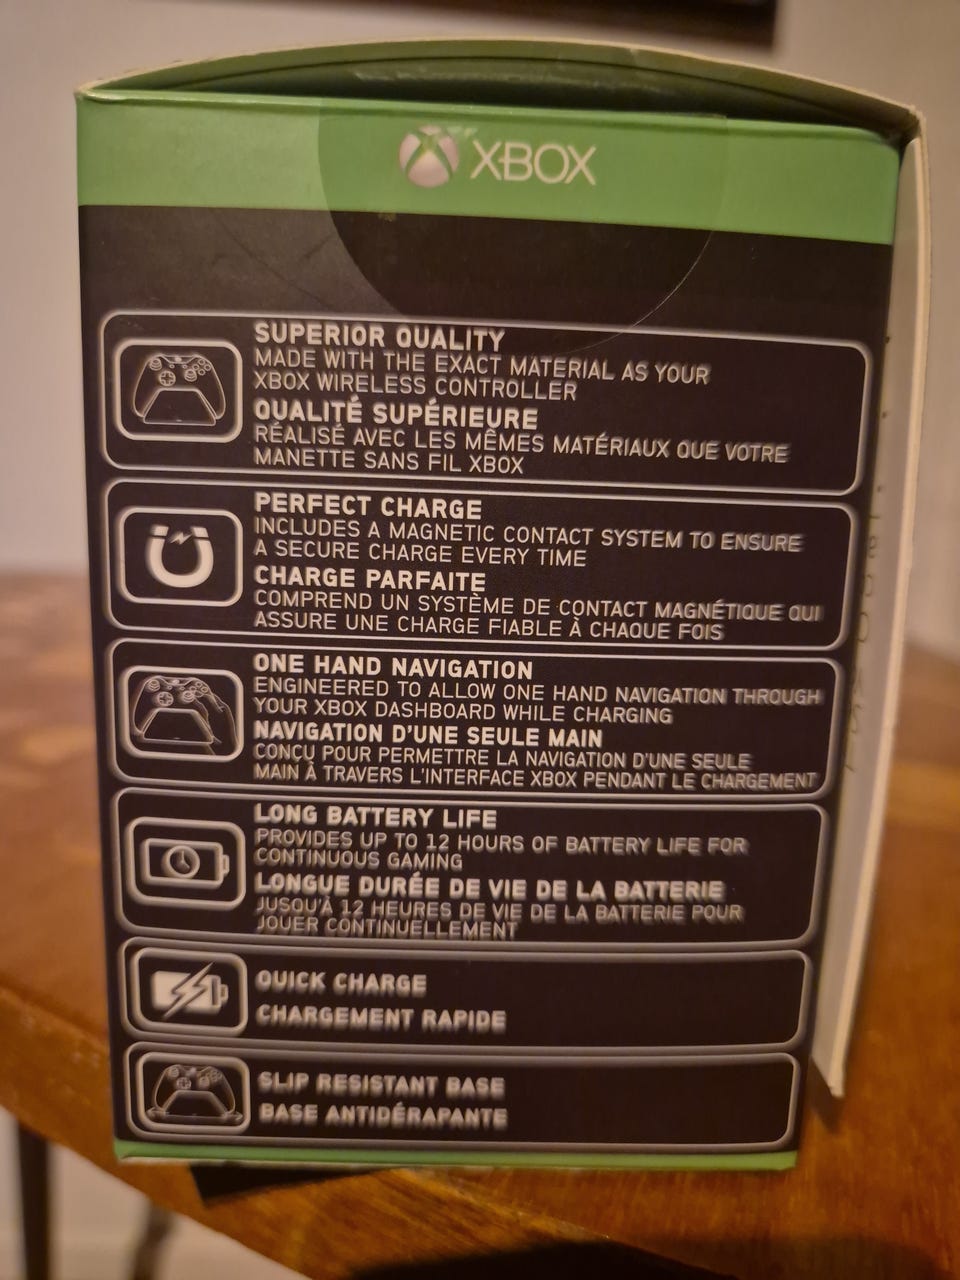 XBOX
SUPERIOR QUALITY
MADE WITH THE EXACT MATERIAL AS YOUR
XBOX WIRELESS CONTROLLER
QUALITÉ SUPÉRIEURE
RÉALISÉ AVEC LES MÊMES MATÉRIAUX QUE VOTRE
MANETTE SANS FIL XBOX
PERFECT CHARGE
INCLUDES A MAGNETIC CONTACT SYSTEM TO ENSURE
A SECURE CHARGE EVERY TIME
CHARGE PARFAITE
COMPREND UN SYSTÈME DE CONTACT MAGNÉTIQUE QUI
ASSURE UNE CHARGE FIABLE À CHAQUE FOIS
ONE HAND NAVIGATION
ENGINEERED TO ALLOW ONE HAND NAVIGATION THROUGH
YOUR XBOX DASHBOARD WHILE CHARGING
NAVIGATION D'UNE SEULE MAIN
CONÇU POUR PERMETTRE LA NAVIGATION D'UNE SEULE
MAIN À TRAVERS L'INTERFACE XBOX PENDANT LE CHARGEMENT
LONG BATTERY LIFE
PROVIDES UP TO 12 HOURS OF BATTERY LIFE FOR
CONTINUOUS GAMING
LONGUE DURÉE DE VIE DE LA BATTERIE
JUSQU'À 12 HEURES DE VIE DE LA BATTERIE POUR
JOUER CONTINUELLEMENT
QUICK CHARGE
CHARGEMENT RAPIDE
SLIP RESISTANT BASE
BASE ANTIDÉRAPANTE